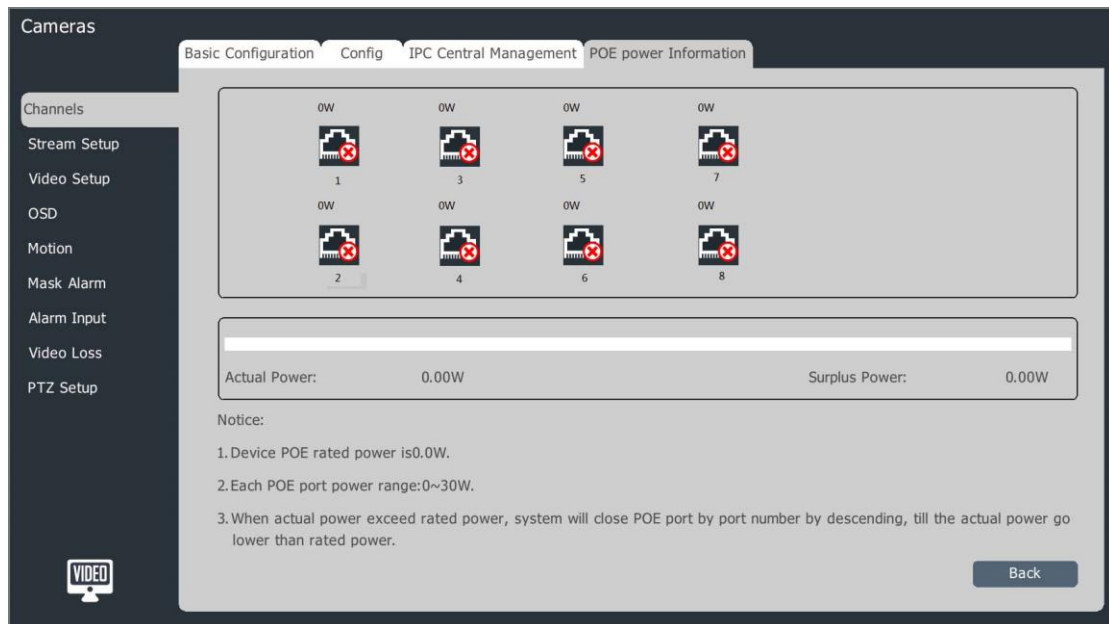 Cameras
Basic Configuration Config IPC Central Management POE power Information
Channels
Stream Setup
Video Setup
OSD
Motion
Mask Alarm
Alarm Input
Video Loss
PTZ Setup
0W 0W 0W 0W
1 3 5 7
0W 0W 0W 0W
2 4 6 8
Actual Power: 0.00W Surplus Power: 0.00W
Notice:
1. Device POE rated power is0.0W.
2. Each POE port power range:0~30W.
3. When actual power exceed rated power, system will close POE port by port number by descending, till the actual power go
lower than rated power.
VIDEO
Back